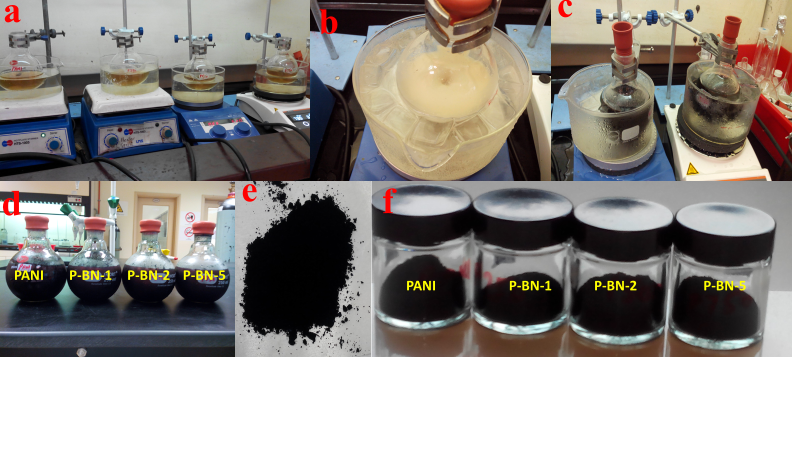 a
b
c
d
PANI
P-BN-1
P-BN-2
P-BN-5
e
f
PANI
P-BN-1
P-BN-2
P-BN-5